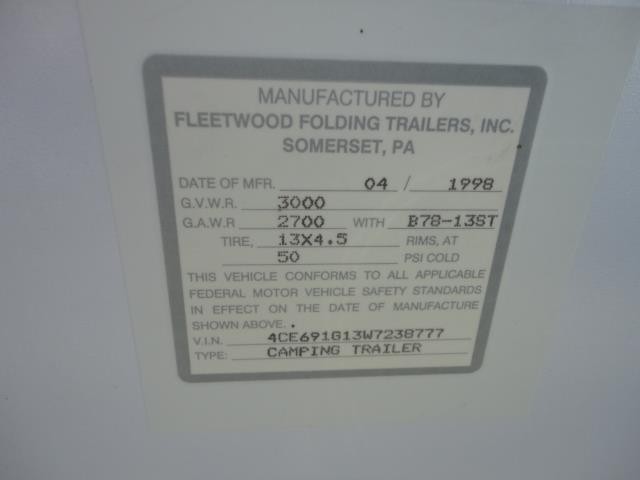 MANUFACTURED BY
FLEETWOOD FOLDING TRAILERS, INC.
SOMERSET, PA
DATE OF MFR. 04 / 1998
G.V.W.R. 3000
G.A.W.R 2700 WITH B78-13ST
TIRE, 13X4.5 RIMS, AT
50 PSI COLD
THIS VEHICLE CONFORMS TO ALL APPLICABLE
FEDERAL MOTOR VEHICLE SAFETY STANDARDS
IN EFFECT ON THE DATE OF MANUFACTURE
SHOWN ABOVE.
V.I.N. 4CE691G13W7238777
TYPE: CAMPING TRAILER